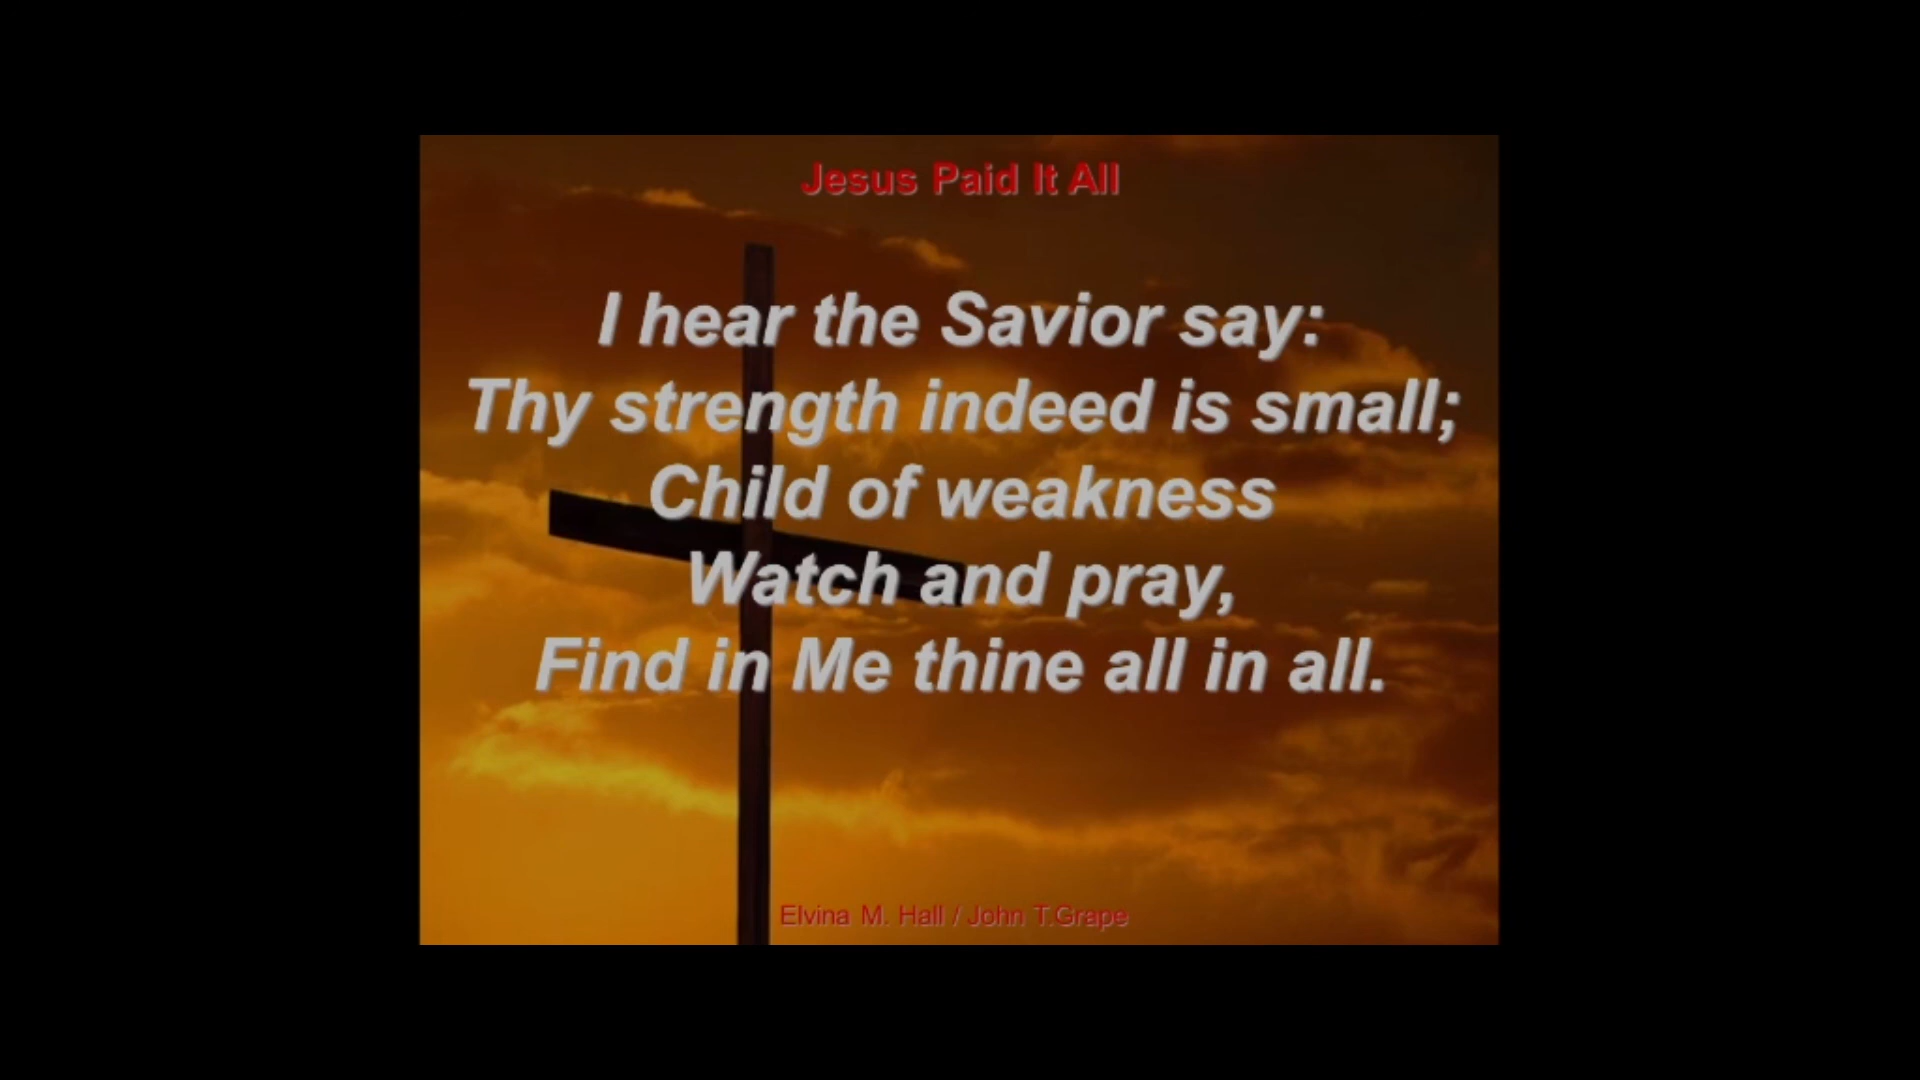 Jesus Paid It All
I hear the Savior say:
Thy strength indeed is small;
Child of weakness
Watch and pray,
Find in Me thine all in all.
Elvina M. Hall / John T.Grape